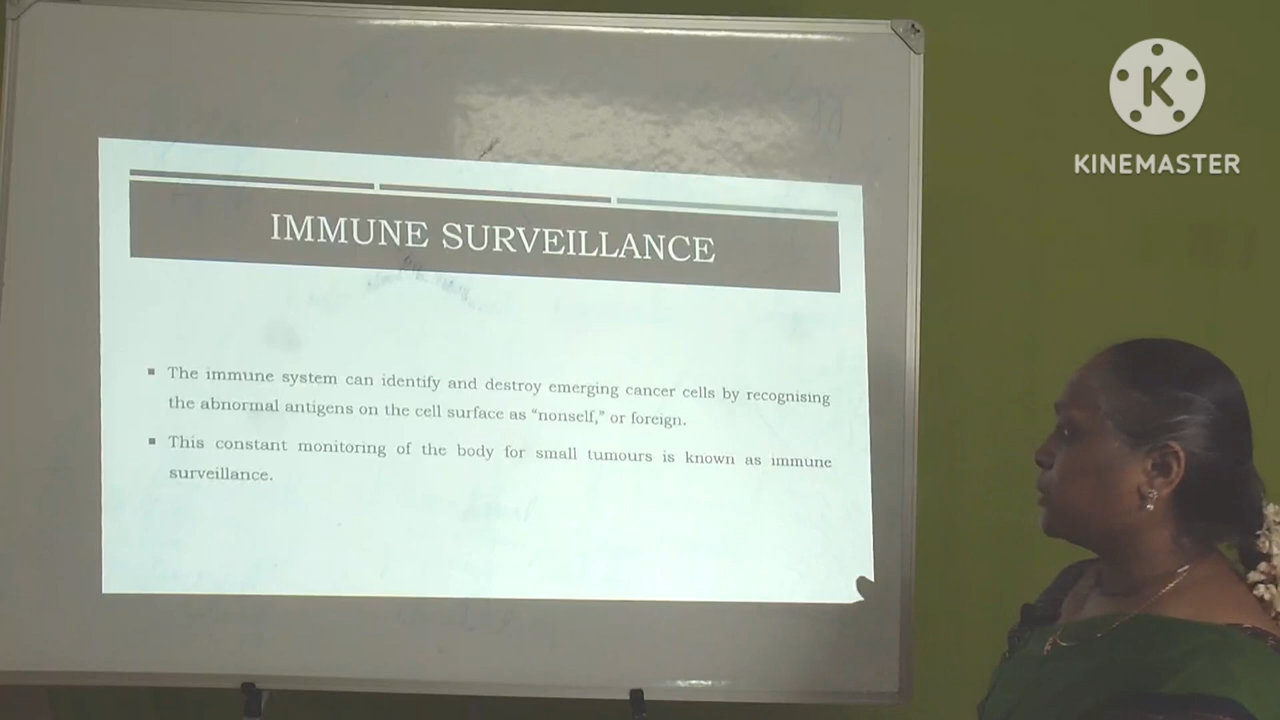 IMMUNE SURVEILLANCE
The immune system can identify and destroy emerging cancer cells by recognising
the abnormal antigens on the cell surface as “nonself,” or foreign.
This constant monitoring of the body for small tumours is known as immune
surveillance.
K
KINEMASTER